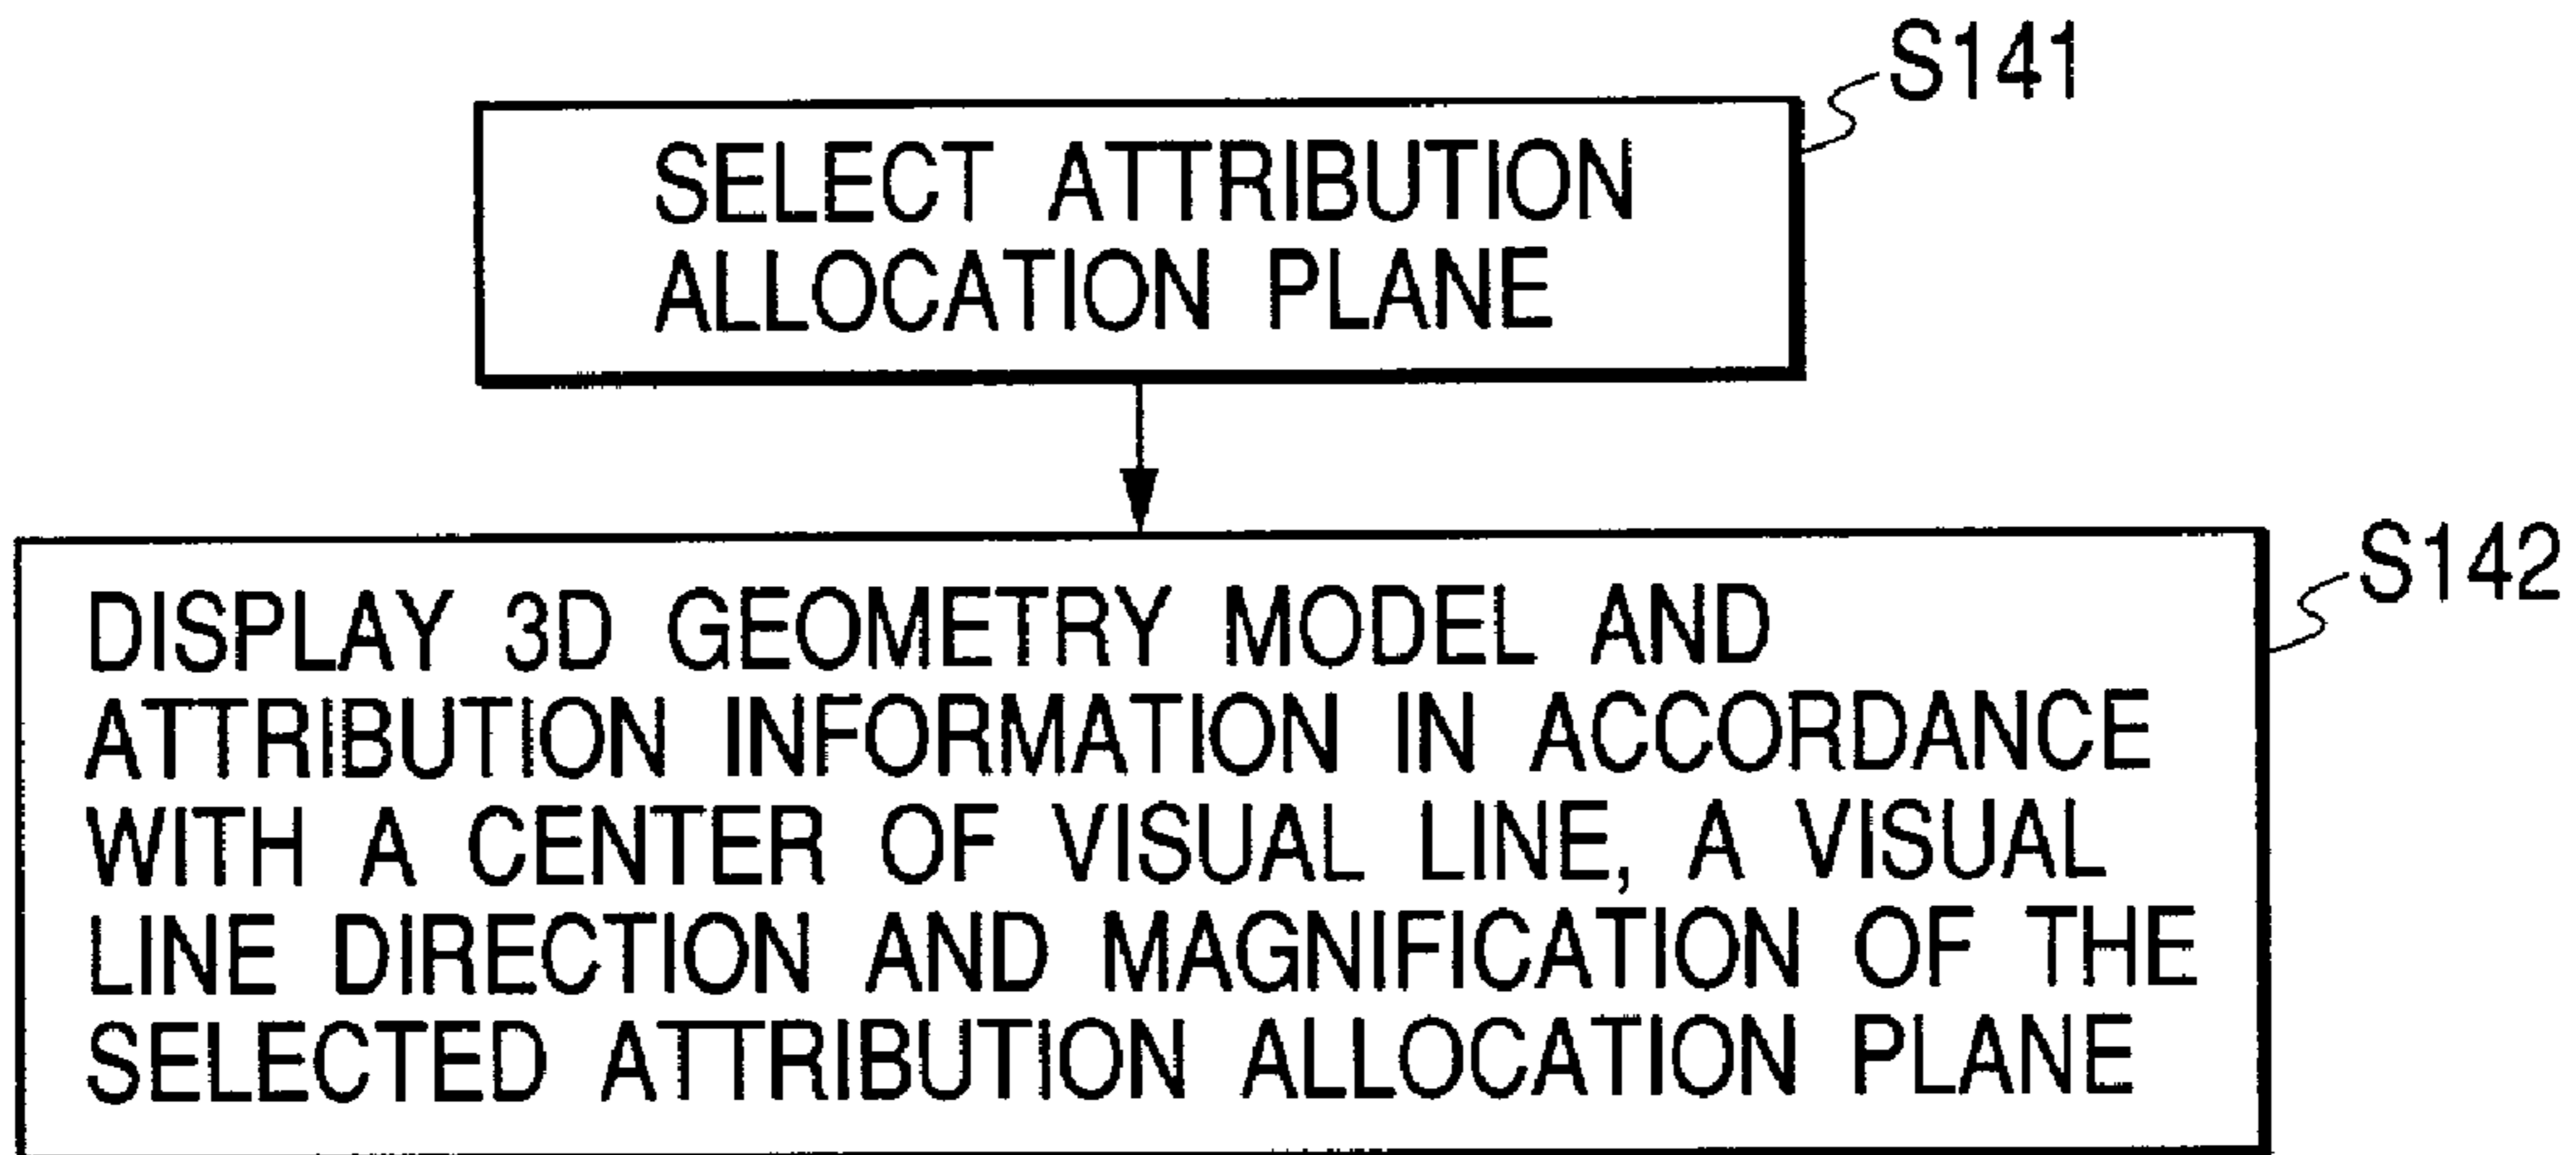 S141
SELECT ATTRIBUTION
ALLOCATION PLANE
S142
DISPLAY 3D GEOMETRY MODEL AND
ATTRIBUTION INFORMATION IN ACCORDANCE
WITH A CENTER OF VISUAL LINE, A VISUAL
LINE DIRECTION AND MAGNIFICATION OF THE
SELECTED ATTRIBUTION ALLOCATION PLANE